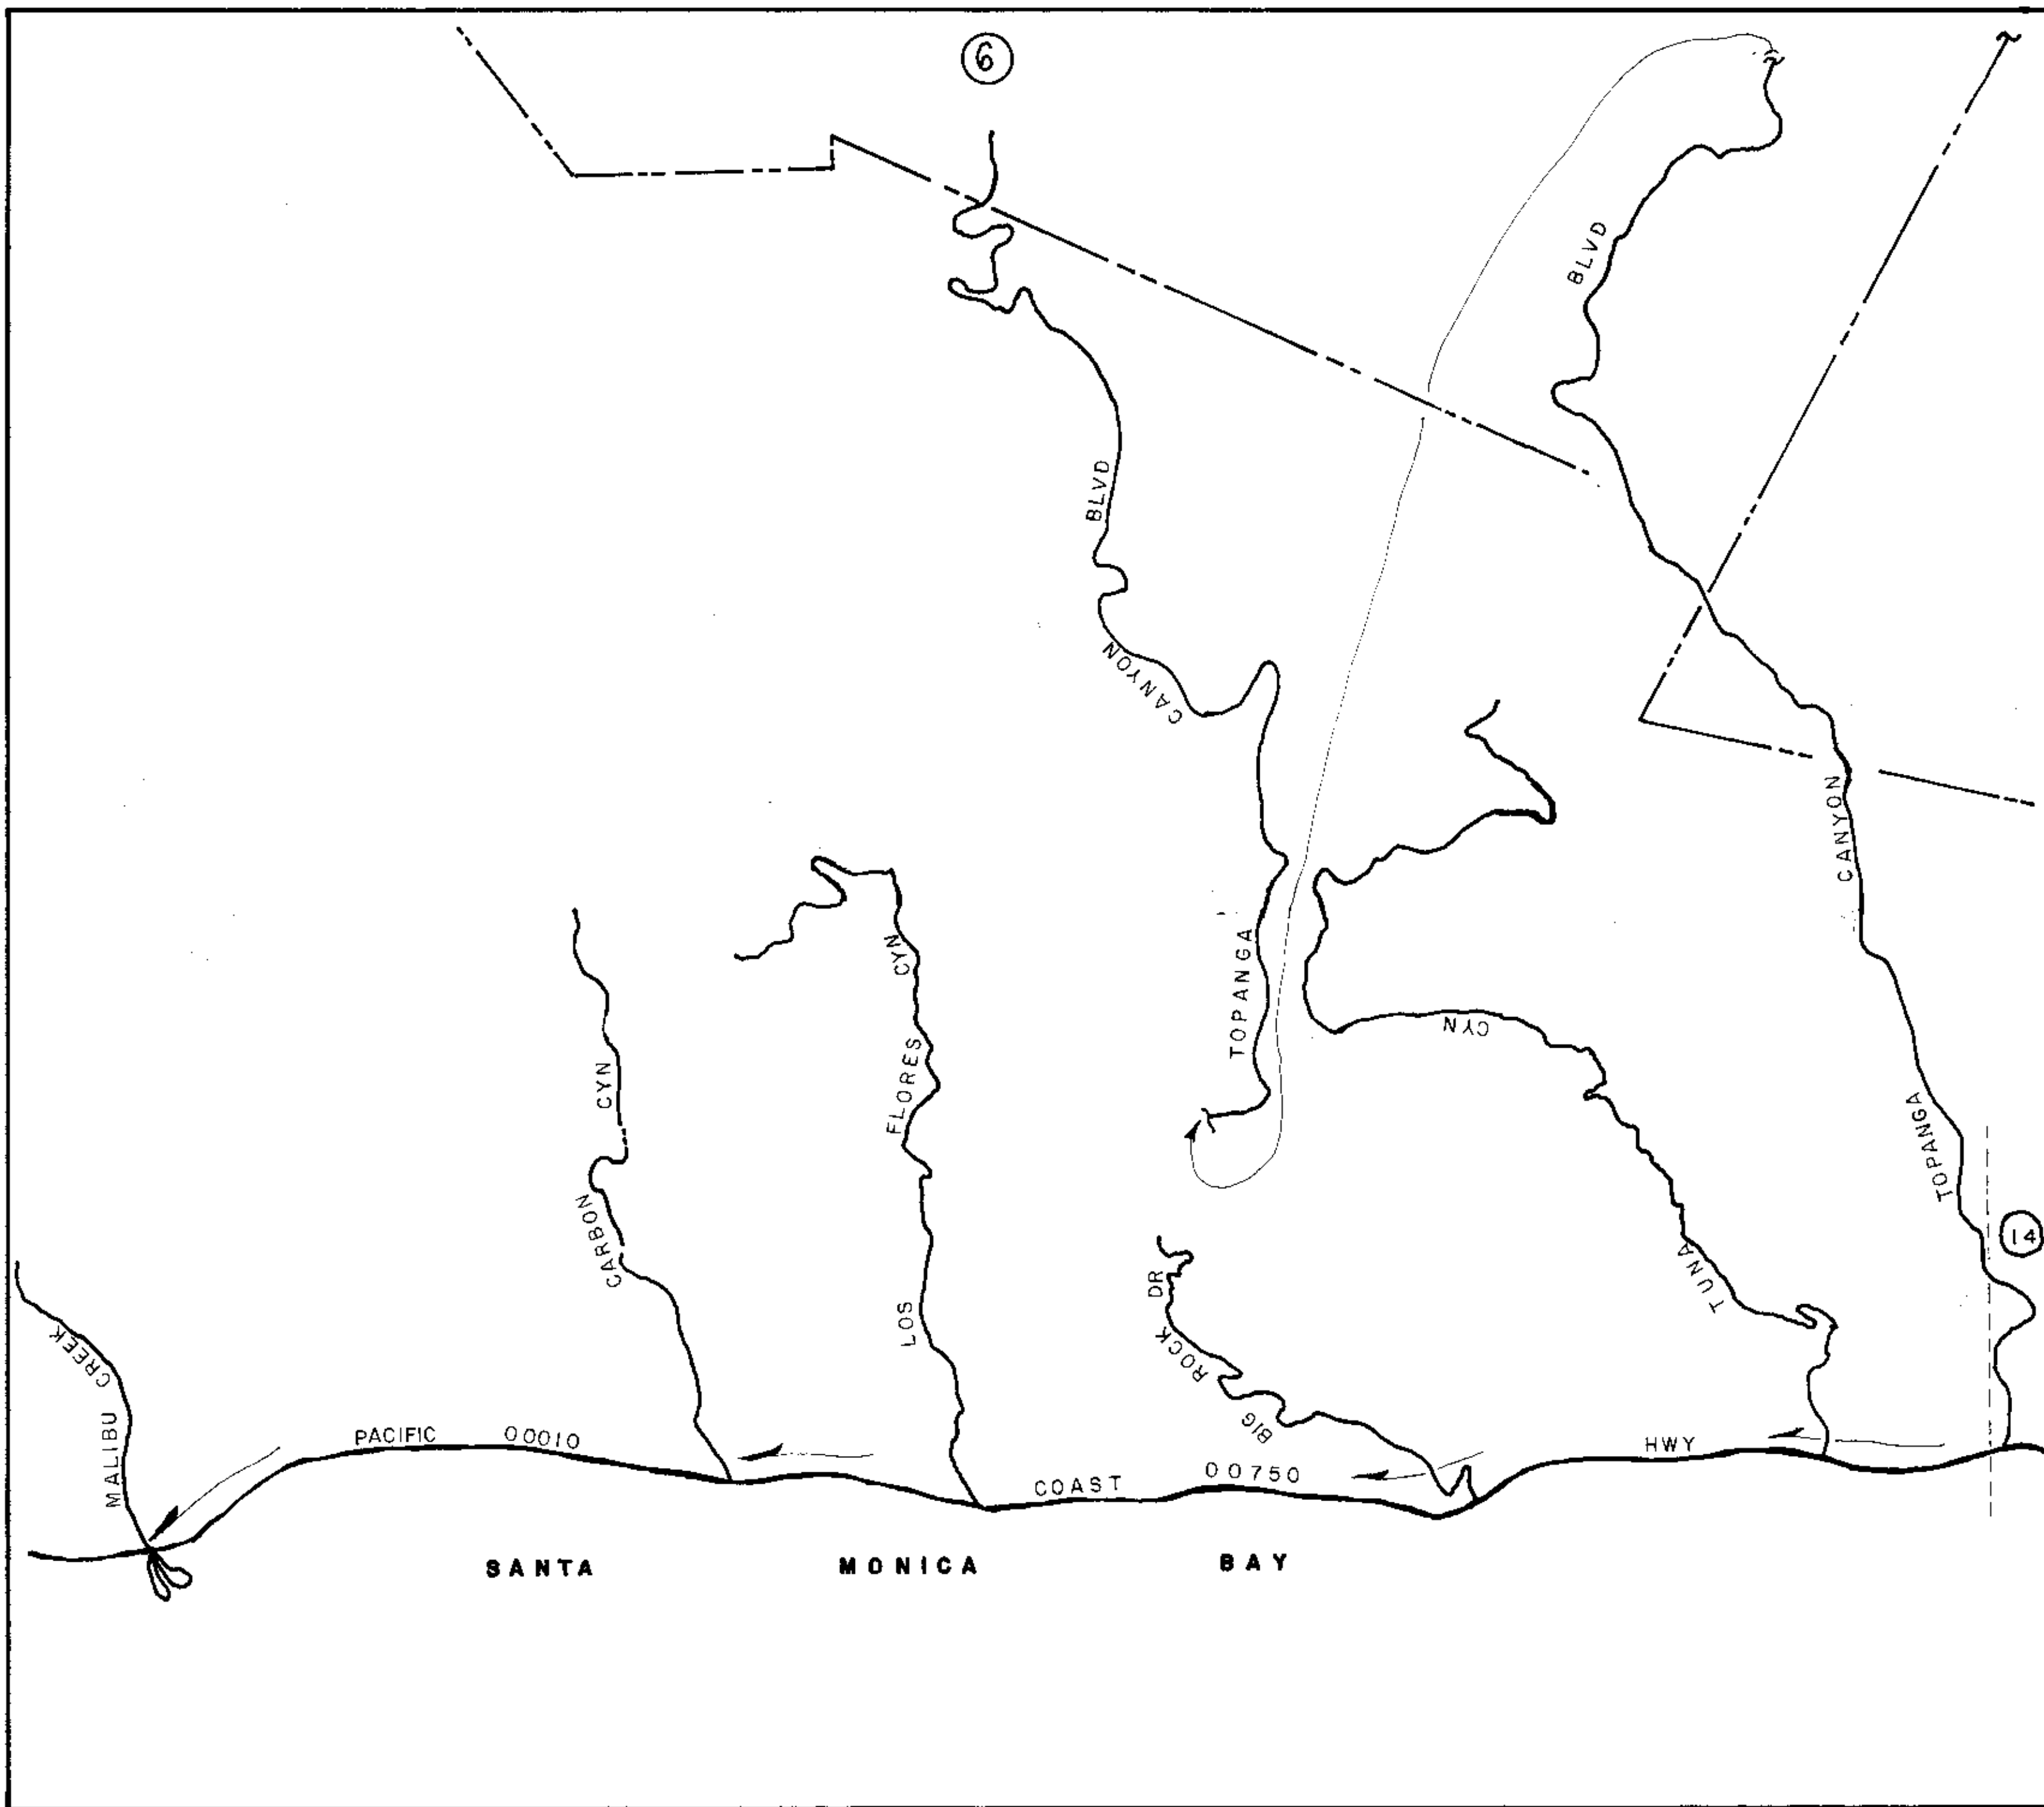 6
BLVD
BLVD
CANYON
CANYON
TOPANGA
CYN
CYN
CYN
FLORES
LOS
CARBON
TOPANGA
14
TUNA
DR
ROCK
BIG
CREEK
MALIBU
PACIFIC 00010
COAST 00750
HWY
SANTA MONICA BAY